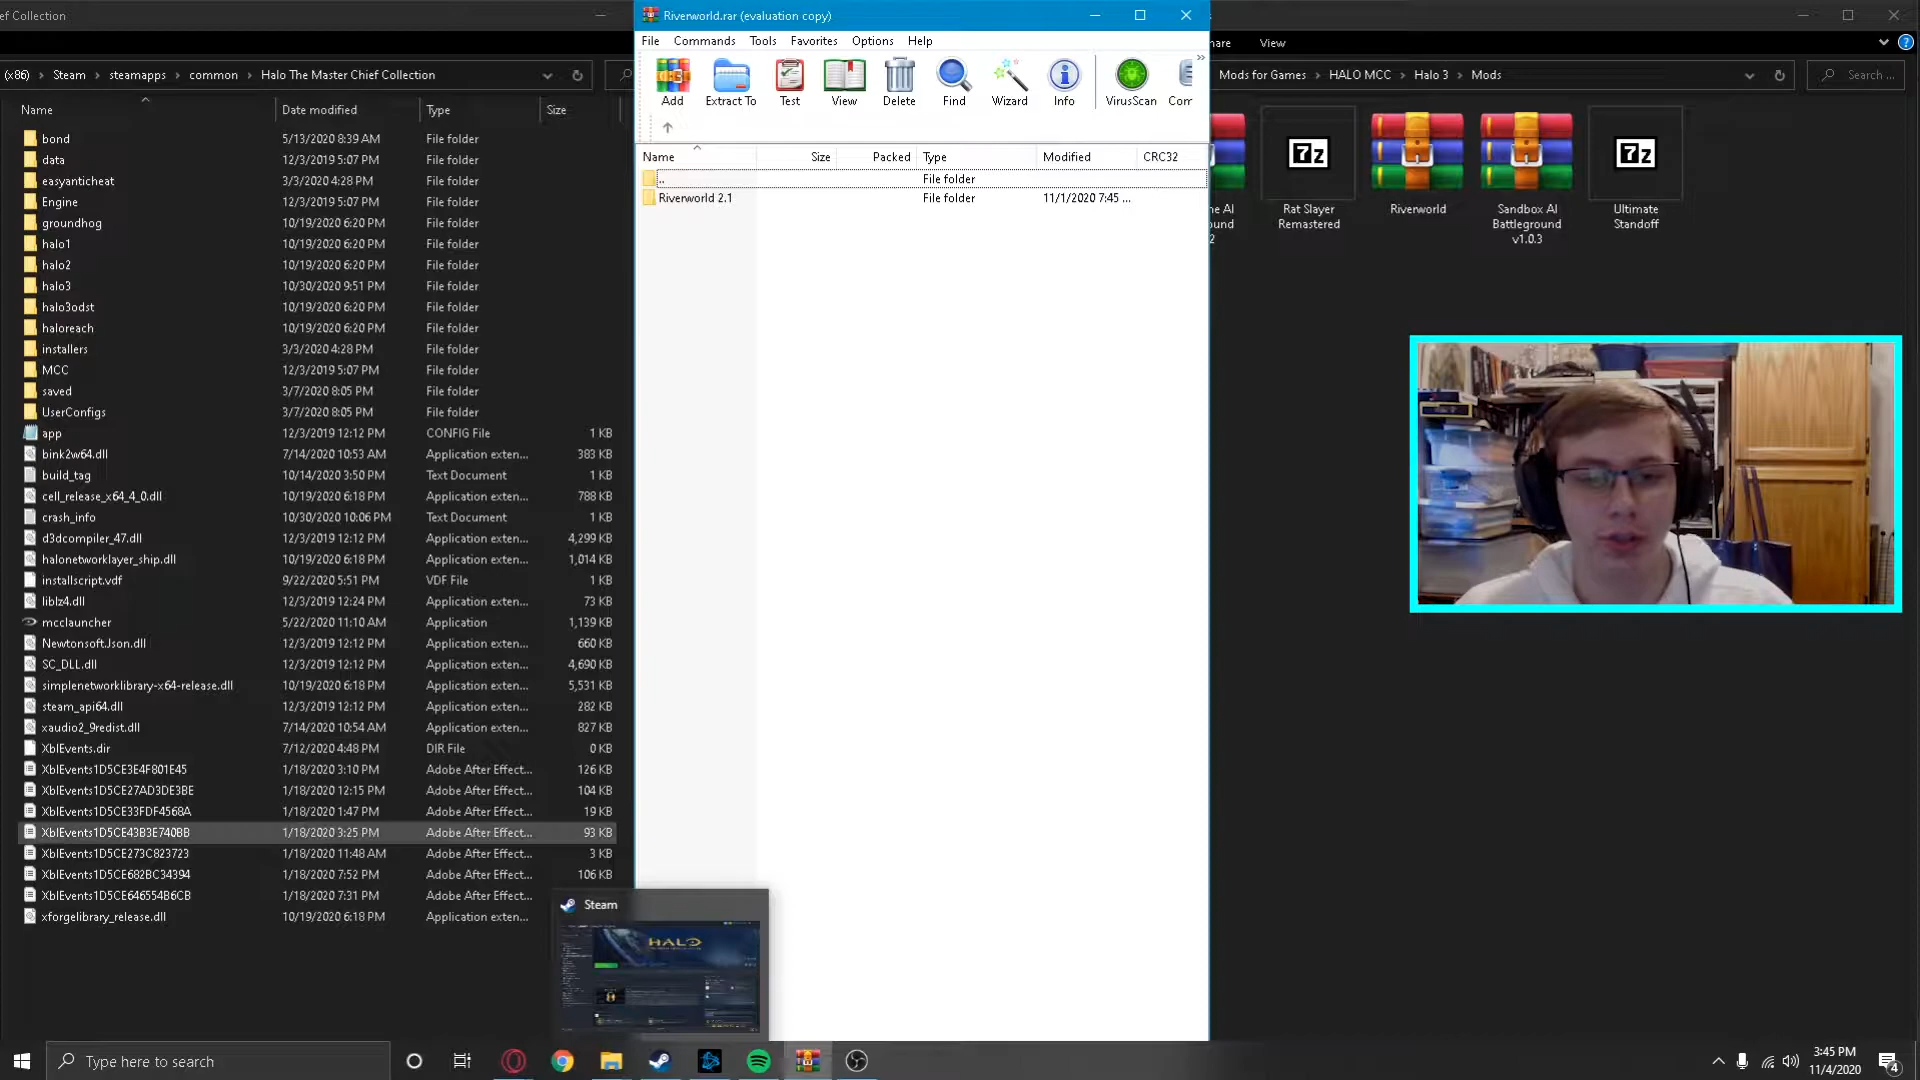 ef Collection
(x86) > Steam > steamapps > common > Halo The Master Chief Collection
Name Date modified Type Size
bond 5/13/2020 8:39 AM File folder
data 12/3/2019 5:07 PM File folder
easyanticheat 3/3/2020 4:28 PM File folder
Engine 12/3/2019 5:07 PM File folder
groundhog 10/19/2020 6:20 PM File folder
halo1 10/19/2020 6:20 PM File folder
halo2 10/19/2020 6:20 PM File folder
halo3 10/30/2020 9:51 PM File folder
halo3odst 10/19/2020 6:20 PM File folder
haloreach 10/19/2020 6:20 PM File folder
installers 3/3/2020 4:28 PM File folder
MCC 12/3/2019 5:07 PM File folder
saved 3/7/2020 8:05 PM File folder
UserConfigs 3/7/2020 8:05 PM File folder
app 12/3/2019 12:12 PM CONFIG File 1 KB
bink2w64.dll 7/14/2020 10:53 AM Application exten... 383 KB
build_tag 10/14/2020 3:50 PM Text Document 1 KB
cell_release_x64_4_0.dll 10/19/2020 6:18 PM Application exten... 788 KB
crash_info 10/30/2020 10:06 PM Text Document 1 KB
d3dcompiler_47.dll 12/3/2019 12:12 PM Application exten... 4,299 KB
halonetworklayer_ship.dll 10/19/2020 6:18 PM Application exten... 1,014 KB
installscript.vdf 9/22/2020 5:51 PM VDF File 1 KB
liblz4.dll 12/3/2019 12:24 PM Application exten... 73 KB
mcclauncher 5/22/2020 11:10 AM Application 1,139 KB
Newtonsoft.Json.dll 12/3/2019 12:12 PM Application exten... 660 KB
SC_DLL.dll 12/3/2019 12:12 PM Application exten... 4,690 KB
simplenetworklibrary-x64-release.dll 10/19/2020 6:18 PM Application exten... 5,531 KB
steam_api64.dll 12/3/2019 12:12 PM Application exten... 282 KB
xaudio2_9redist.dll 7/14/2020 10:54 AM Application exten... 827 KB
XblEvents.dir 7/12/2020 4:48 PM DIR File 0 KB
XblEvents1D5CE3E4F801E45 1/18/2020 3:10 PM Adobe After Effect... 126 KB
XblEvents1D5CE27AD3DE3BE 1/18/2020 12:15 PM Adobe After Effect... 104 KB
XblEvents1D5CE33FDF4568A 1/18/2020 1:47 PM Adobe After Effect... 19 KB
XblEvents1D5CE43B3E740BB 1/18/2020 3:25 PM Adobe After Effect... 93 KB
XblEvents1D5CE273C823723 1/18/2020 11:48 AM Adobe After Effect... 3 KB
XblEvents1D5CE682BC34394 1/18/2020 7:52 PM Adobe After Effect... 106 KB
XblEvents1D5CE646554B6CB 1/18/2020 7:31 PM Adobe After Effect...
xforgelibrary_release.dll 10/19/2020 6:18 PM Application exten...
Steam
HALO
Riverworld.rar (evaluation copy)
File Commands Tools Favorites Options Help
Add Extract To Test View Delete Find Wizard Info VirusScan Com
Name Size Packed Type Modified CRC32
.. File folder
Riverworld 2.1 File folder 11/1/2020 7:45 ...
hare View
Mods for Games > HALO MCC > Halo 3 > Mods
Search ...
7z
7z
ne AI
ound
2
Rat Slayer
Remastered
Riverworld
Sandbox AI
Battleground
v1.0.3
Ultimate
Standoff
Type here to search
3:45 PM
11/4/2020
4